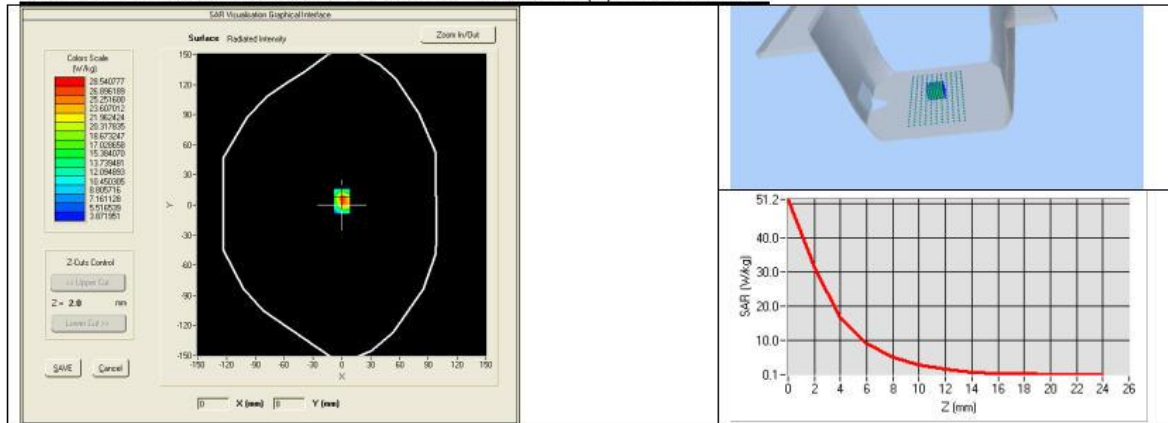 SAR Visualisation Graphical Interface
Surface Radiated Intensity
Zoom In/Out
Colors Scale
(W/kg)
28.540777
26.896189
25.251600
23.607012
21.962424
20.317835
18.673247
17.028658
15.384070
13.739481
12.094893
10.450305
8.805716
7.161128
5.516539
3.871951
150
120
90
60
30
0
-30
-60
-90
-120
-150
Y
-150 -120 -90 -60 -30 0 30 60 90 120 150
X
Z-Cuts Control
<< Upper Cut
Z = 2.0 mm
Lower Cut >>
SAVE Cancel
0 X (mm) 0 Y (mm)
51.2
40.0
30.0
20.0
10.0
0.1
SAR (W/kg)
0 2 4 6 8 10 12 14 16 18 20 22 24 26
Z (mm)